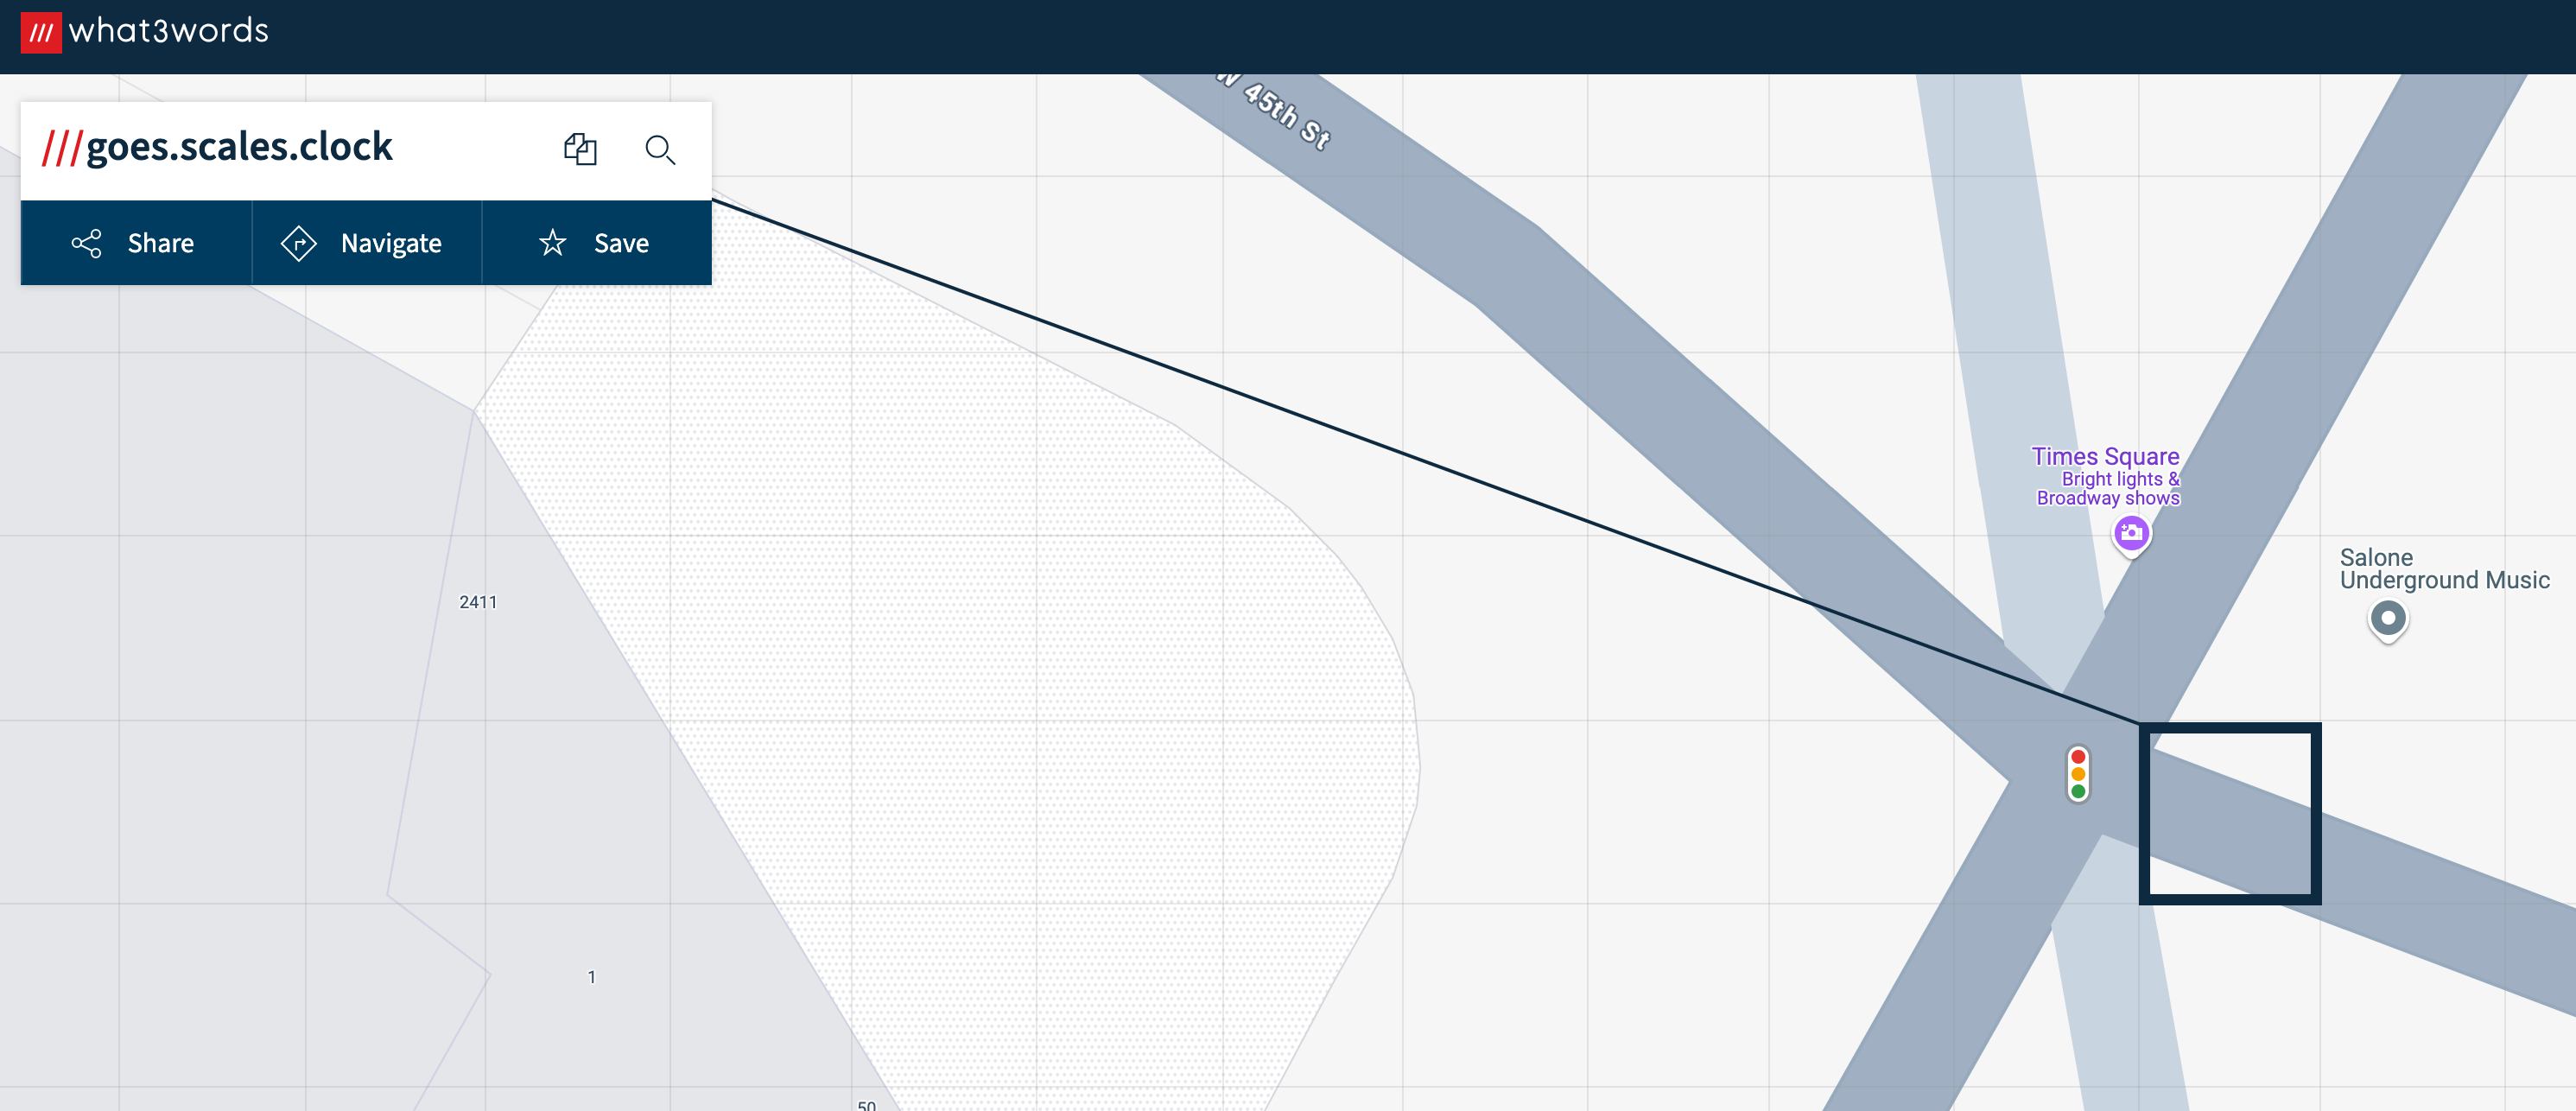 what3words
///goes.scales.clock
Share
Navigate
Save
W 45th St
Times Square
Bright lights &
Broadway shows
Salone
Underground Music
2411
1
50